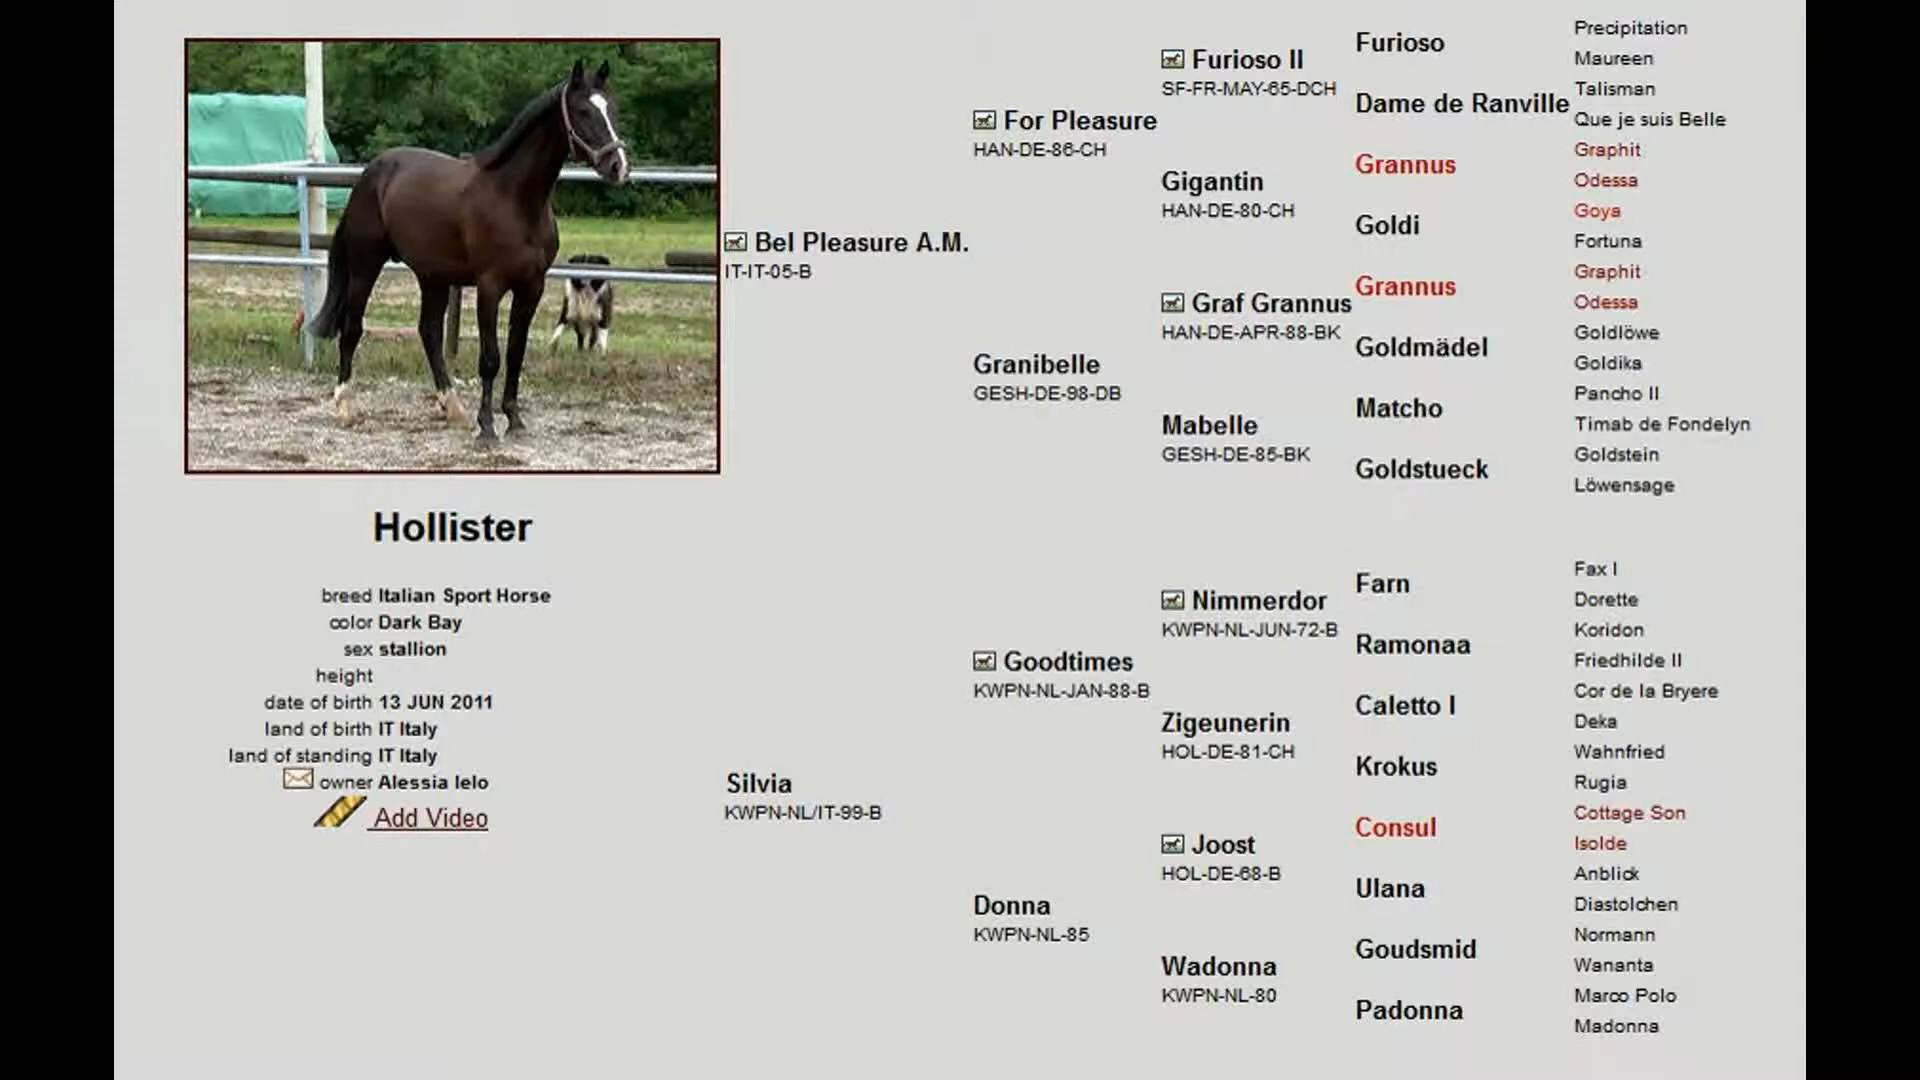 Hollister
breed Italian Sport Horse
color Dark Bay
sex stallion
height
date of birth 13 JUN 2011
land of birth IT Italy
land of standing IT Italy
owner Alessia Ielo
Add Video
Bel Pleasure A.M.
IT-IT-05-B
Silvia
KWPN-NL/IT-99-B
For Pleasure
HAN-DE-86-CH
Granibelle
GESH-DE-98-DB
Goodtimes
KWPN-NL-JAN-88-B
Donna
KWPN-NL-85
Furioso II
SF-FR-MAY-65-DCH
Gigantin
HAN-DE-80-CH
Graf Grannus
HAN-DE-APR-88-BK
Mabelle
GESH-DE-85-BK
Nimmerdor
KWPN-NL-JUN-72-B
Zigeunerin
HOL-DE-81-CH
Joost
HOL-DE-68-B
Wadonna
KWPN-NL-80
Furioso
Dame de Ranville
Grannus
Goldi
Grannus
Goldmädel
Matcho
Goldstueck
Farn
Ramonaa
Caletto I
Krokus
Consul
Ulana
Goudsmid
Padonna
Precipitation
Maureen
Talisman
Que je suis Belle
Graphit
Odessa
Goya
Fortuna
Graphit
Odessa
Goldlöwe
Goldika
Pancho II
Timab de Fondelyn
Goldstein
Löwensage
Fax I
Dorette
Koridon
Friedhilde II
Cor de la Bryere
Deka
Wahnfried
Rugia
Cottage Son
Isolde
Anblick
Diastolchen
Normann
Wananta
Marco Polo
Madonna